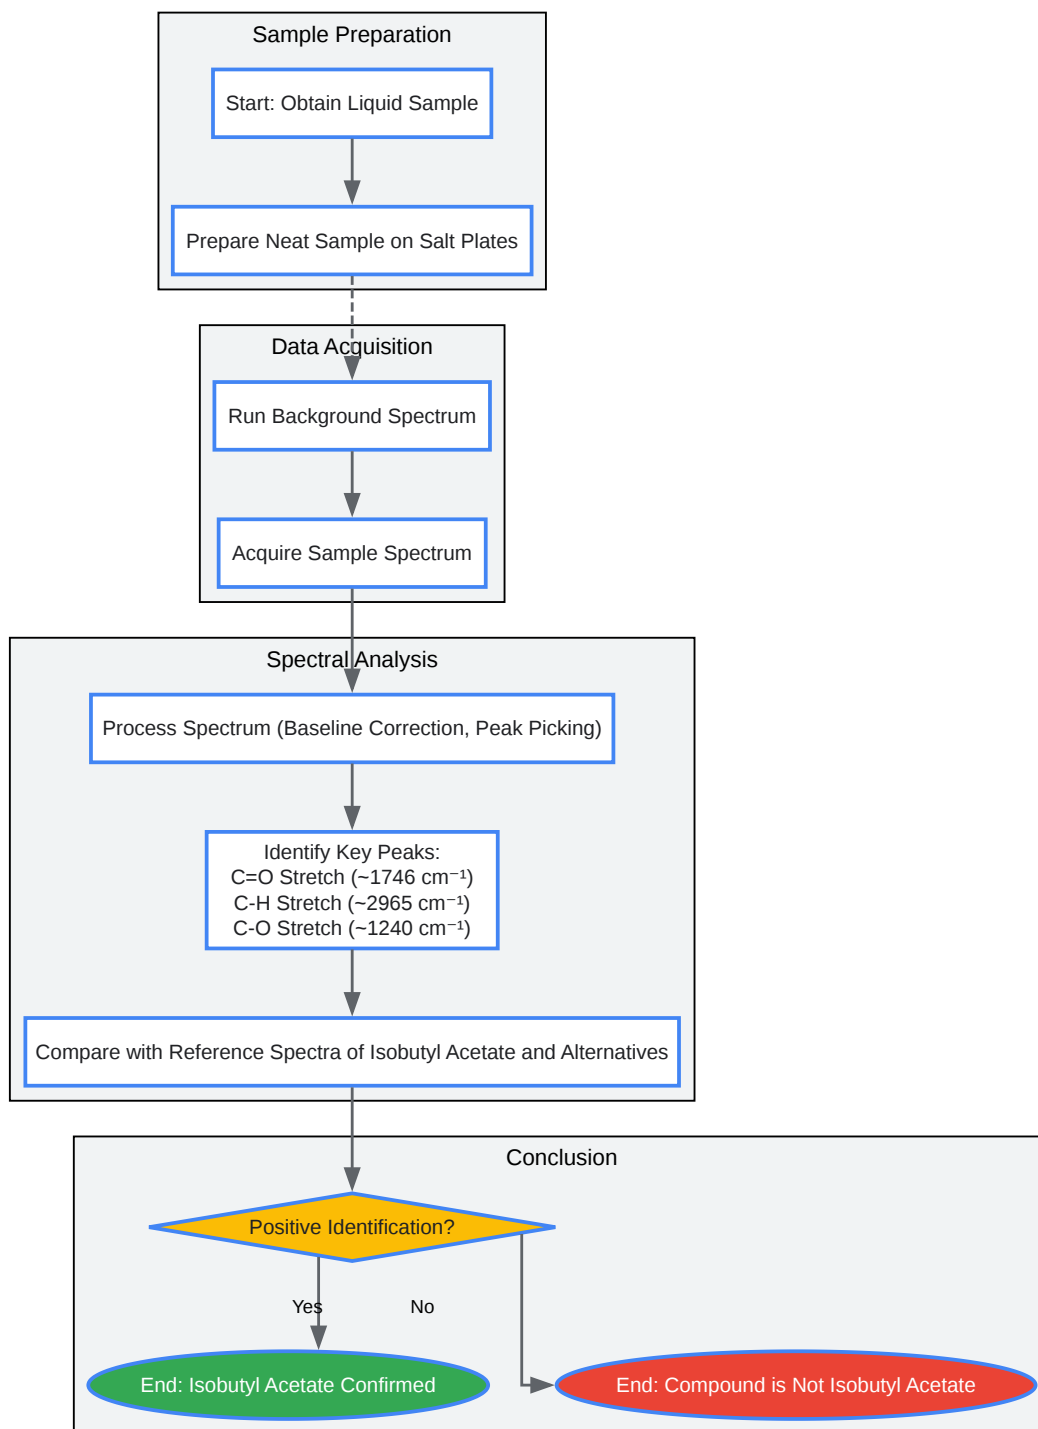 Sample Preparation
Start: Obtain Liquid Sample
Prepare Neat Sample on Salt Plates
Data Acquisition
Run Background Spectrum
Acquire Sample Spectrum
Spectral Analysis
Process Spectrum (Baseline Correction, Peak Picking)
Identify Key Peaks:
C=O Stretch (~1746 cm⁻¹)
C-H Stretch (~2965 cm⁻¹)
C-O Stretch (~1240 cm⁻¹)
Compare with Reference Spectra of Isobutyl Acetate and Alternatives
Conclusion
Positive Identification?
Yes
No
End: Isobutyl Acetate Confirmed
End: Compound is Not Isobutyl Acetate